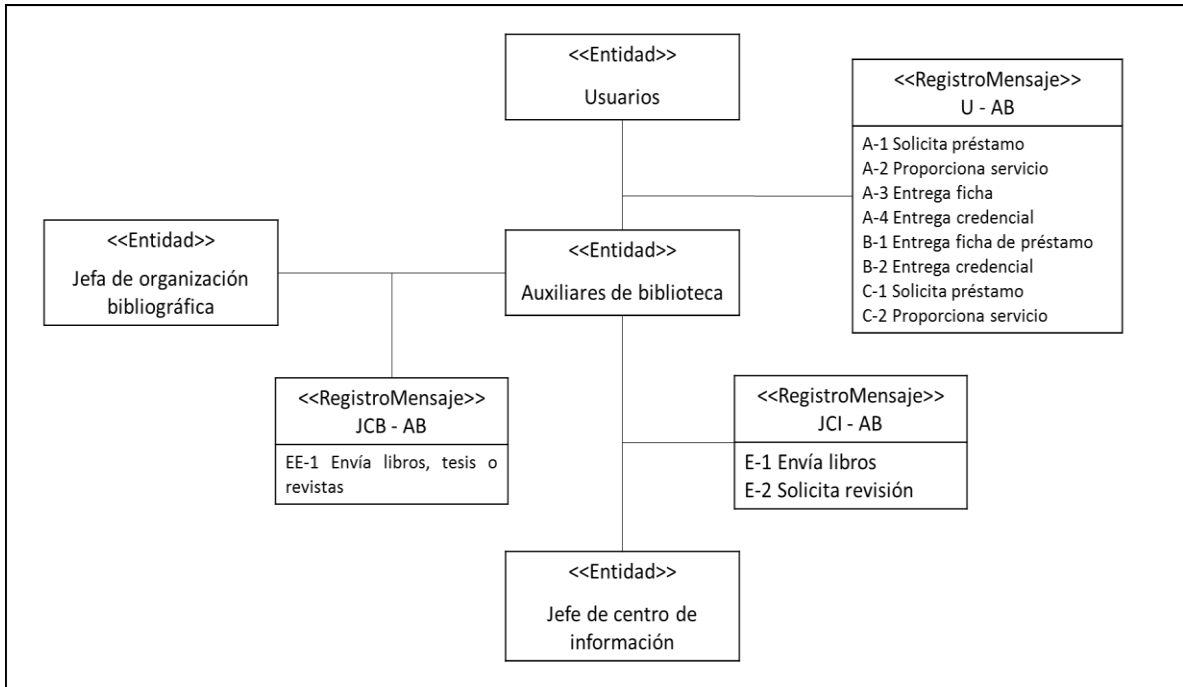 <<Entidad>>
Usuarios
<<RegistroMensaje>>
U - AB
A-1 Solicita préstamo
A-2 Proporciona servicio
A-3 Entrega ficha
A-4 Entrega credencial
B-1 Entrega ficha de préstamo
B-2 Entrega credencial
C-1 Solicita préstamo
C-2 Proporciona servicio
<<Entidad>>
Jefa de organización
bibliográfica
<<Entidad>>
Auxiliares de biblioteca
<<RegistroMensaje>>
JCB - AB
EE-1 Envía libros, tesis o
revistas
<<RegistroMensaje>>
JCI - AB
E-1 Envía libros
E-2 Solicita revisión
<<Entidad>>
Jefe de centro de
información